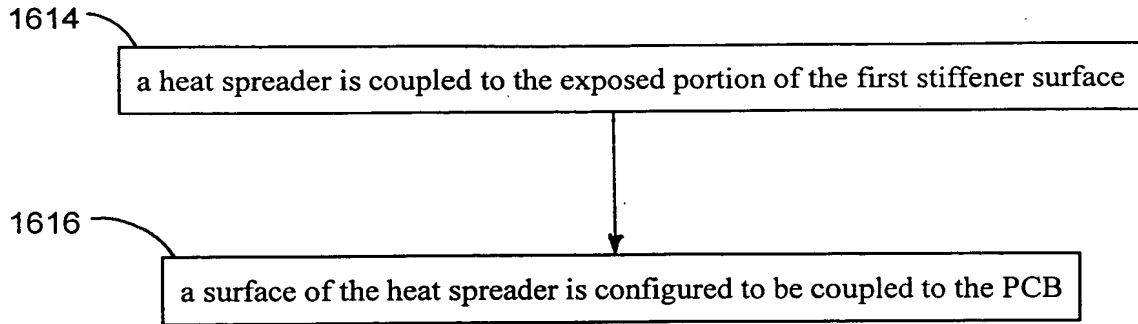 1614
a heat spreader is coupled to the exposed portion of the first stiffener surface
1616
a surface of the heat spreader is configured to be coupled to the PCB